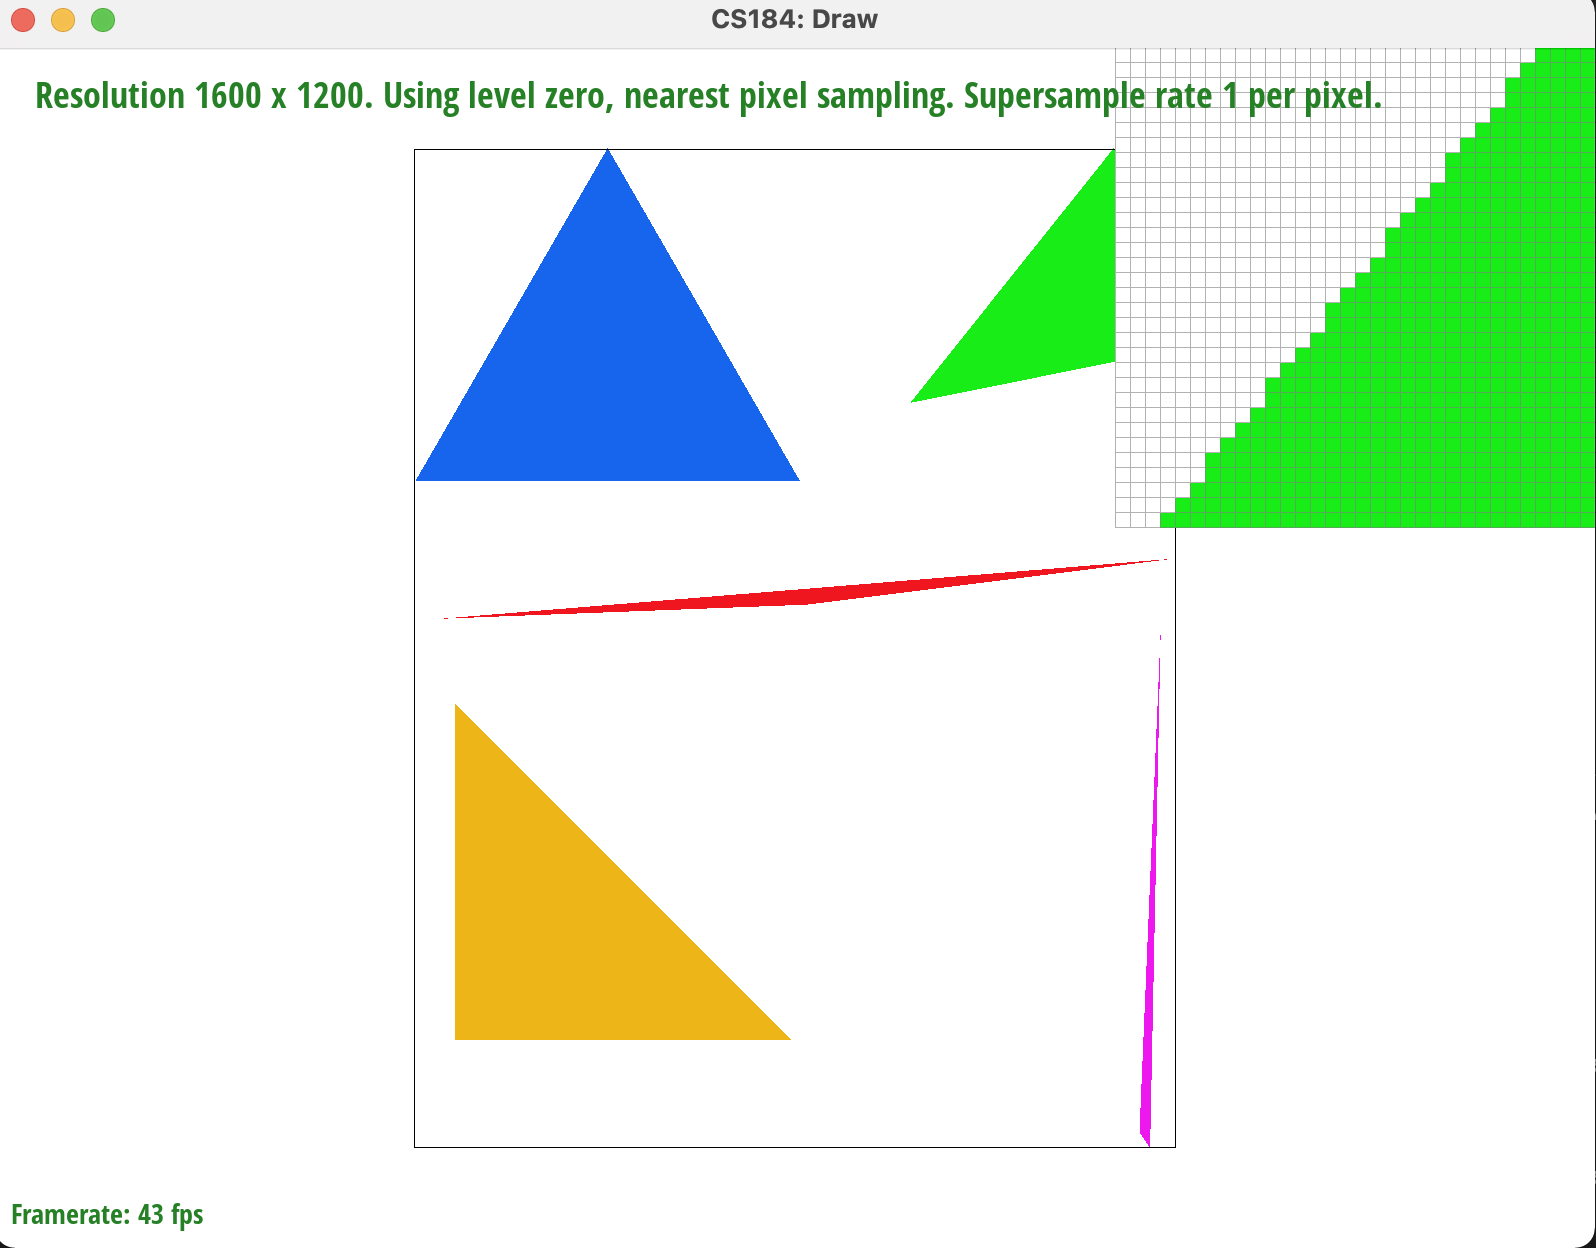 CS184: Draw
Resolution 1600 x 1200. Using level zero, nearest pixel sampling. Supersample rate 1 per pixel.
Framerate: 43 fps